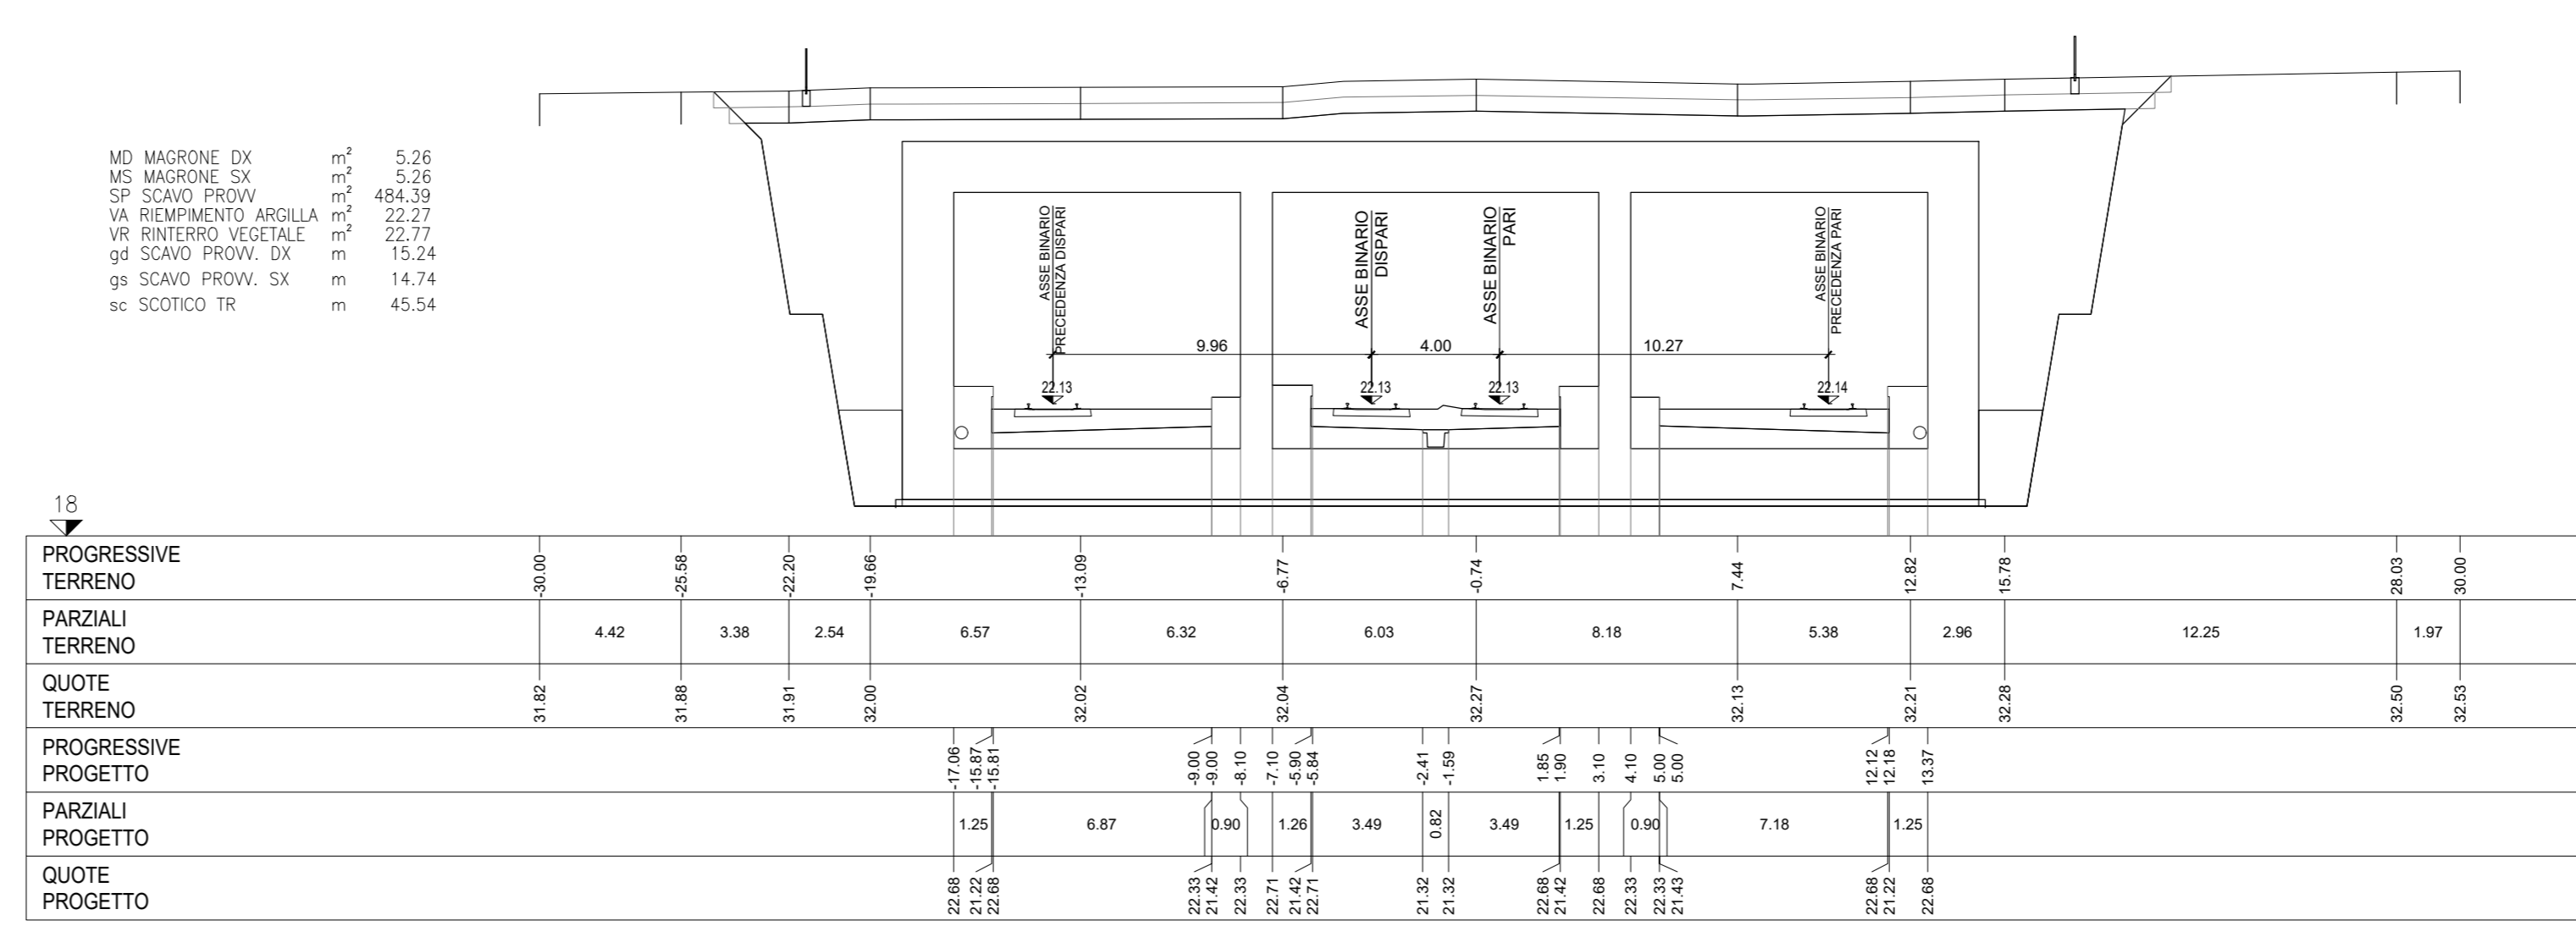 MD MAGRONE DX m² 5.26
MS MAGRONE SX m² 5.26
SP SCAVO PROVV m² 484.39
VA RIEMPIMENTO ARGILLA m² 22.27
VR RINTERRO VEGETALE m² 22.77
gd SCAVO PROVV. DX m 15.24
gs SCAVO PROVV. SX m 14.74
sc SCOTICO TR m 45.54
ASSE BINARIO
PRECEDENZA DISPARI
ASSE BINARIO
DISPARI
ASSE BINARIO
PARI
ASSE BINARIO
PRECEDENZA PARI
9.96 4.00 10.27
22.13 22.13 22.13 22.14
18
PROGRESSIVE
TERRENO
-30.00 -25.58 -22.20 -19.66 -13.09 -6.77 -0.74 7.44 12.82 15.78 28.03 30.00
PARZIALI
TERRENO
4.42 3.38 2.54 6.57 6.32 6.03 8.18 5.38 2.96 12.25 1.97
QUOTE
TERRENO
31.82 31.88 31.91 32.00 32.02 32.04 32.27 32.13 32.21 32.28 32.50 32.53
PROGRESSIVE
PROGETTO
-17.06 -15.87 -15.81 -9.00 -9.00 -8.10 -7.10 -5.90 -5.84 -2.41 -1.59 1.85 1.90 3.10 4.10 5.00 5.00 12.12 12.18 13.37
PARZIALI
PROGETTO
1.25 6.87 0.90 1.26 3.49 0.82 3.49 1.25 0.90 7.18 1.25
QUOTE
PROGETTO
22.68 21.22 22.68 22.33 21.42 22.33 22.71 21.42 22.71 21.32 21.32 22.68 21.42 22.68 22.33 22.33 21.43 22.68 21.22 22.68